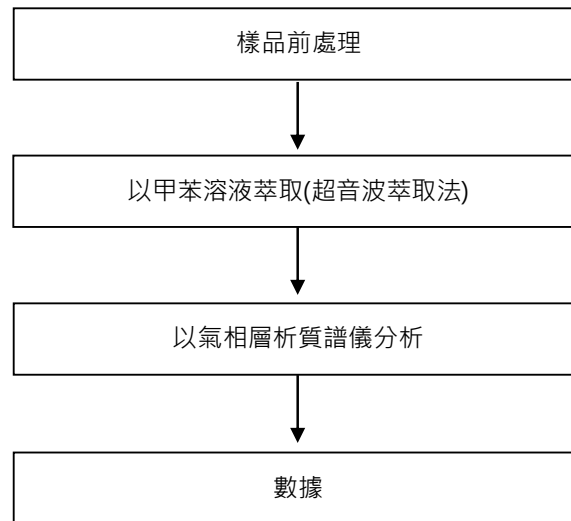 樣品前處理
以甲苯溶液萃取(超音波萃取法)
以氣相層析質譜儀分析
數據